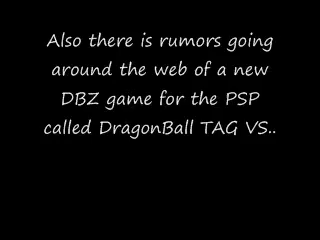 Also there is rumors going
around the web of a new
DBZ game for the PSP
called DragonBall TAG VS..